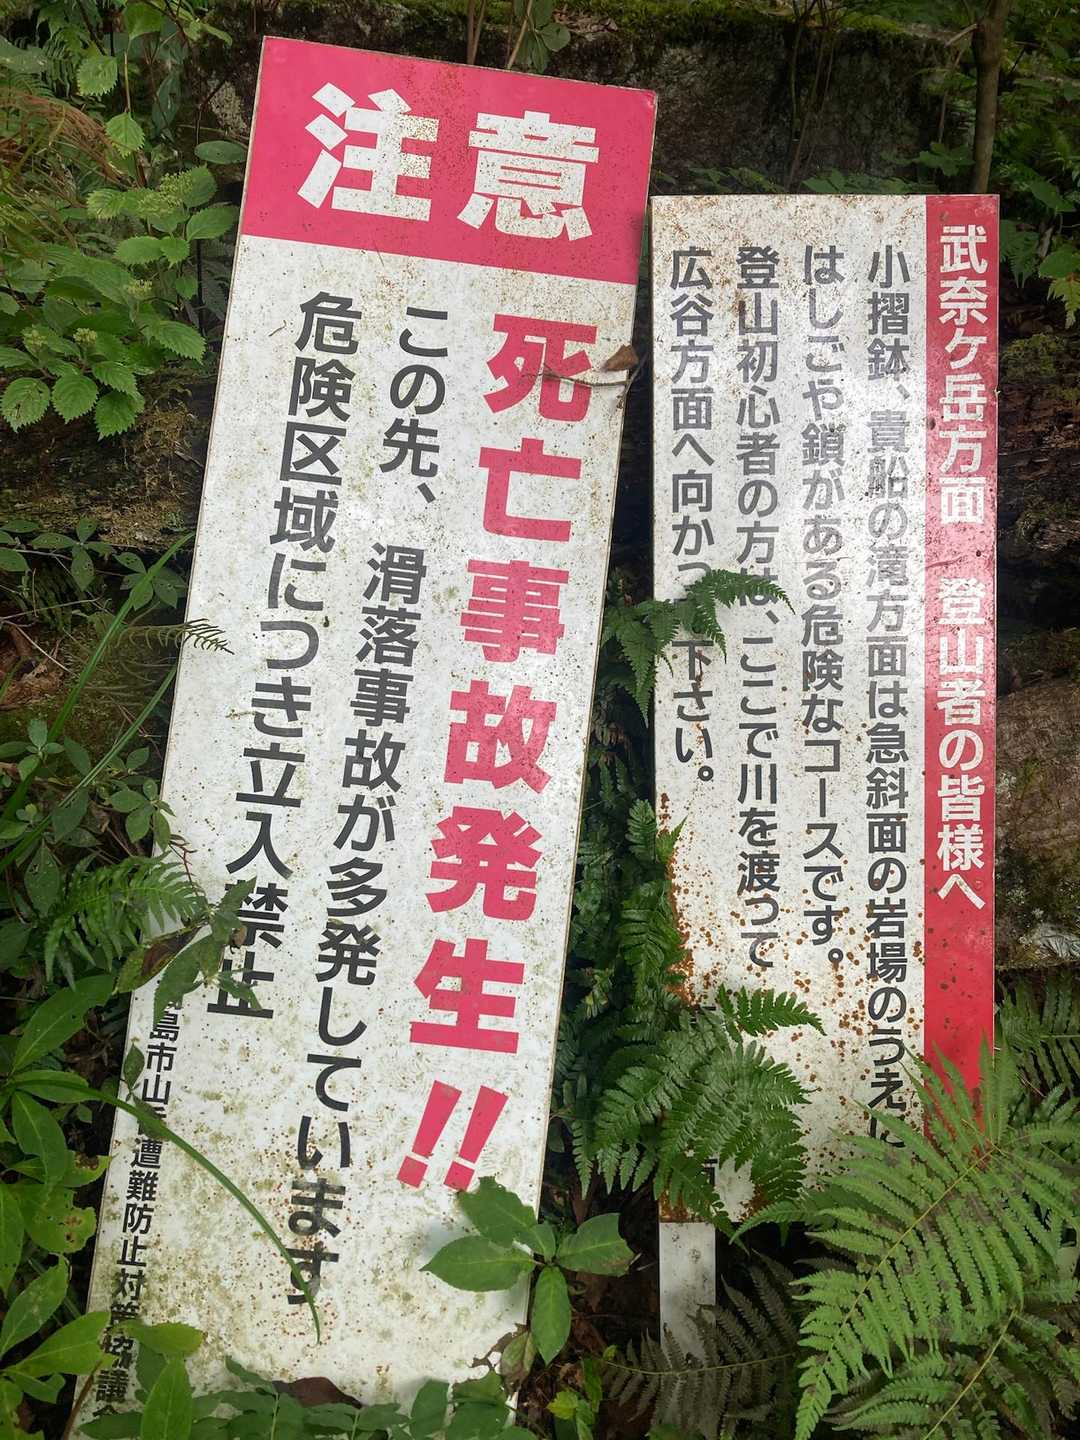 注意
死亡事故発生!!
この先、滑落事故が多発しています
危険区域につき立入禁止
島市山 遭難防止対策協議
武奈ケ岳方面 登山者の皆様へ
小摺鉢、貴船の滝方面は急斜面の岩場のうえに
はしごや鎖がある危険なコースです。
登山初心者の方は、ここで川を渡って
広谷方面へ向かっ 下さい。